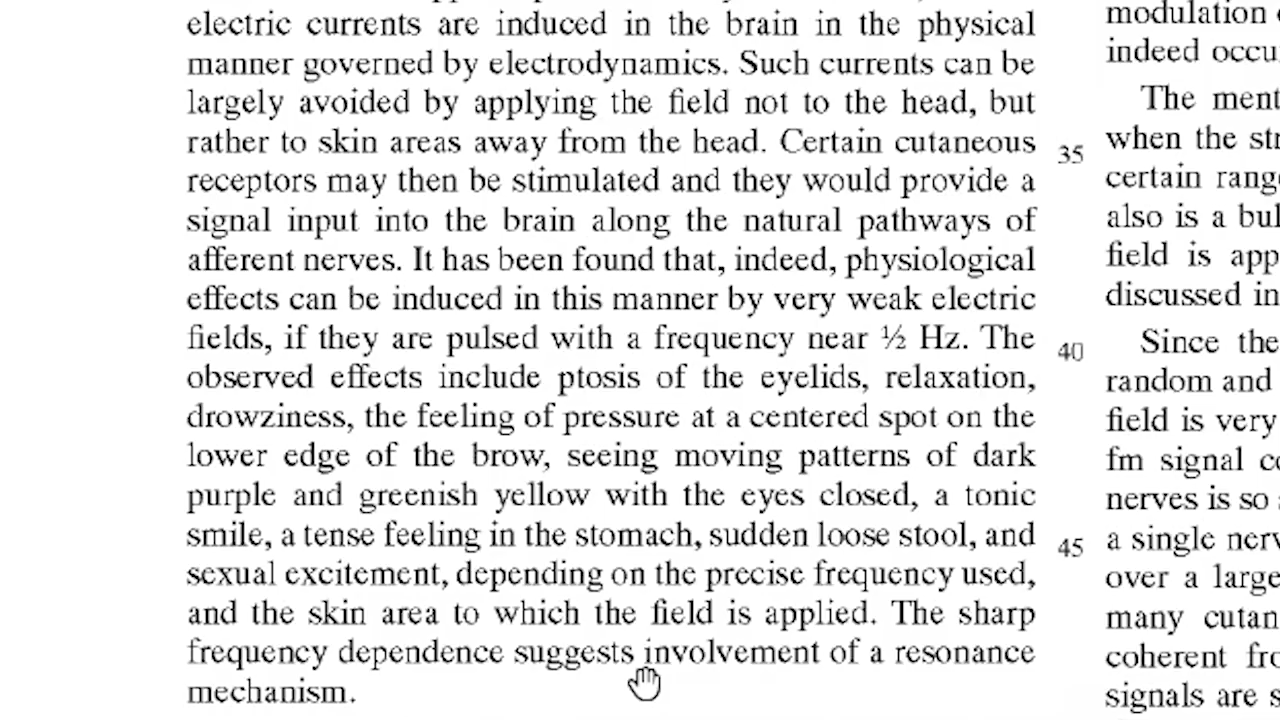 electric currents are induced in the brain in the physical
manner governed by electrodynamics. Such currents can be
largely avoided by applying the field not to the head, but
rather to skin areas away from the head. Certain cutaneous
receptors may then be stimulated and they would provide a
signal input into the brain along the natural pathways of
afferent nerves. It has been found that, indeed, physiological
effects can be induced in this manner by very weak electric
fields, if they are pulsed with a frequency near ½ Hz. The
observed effects include ptosis of the eyelids, relaxation,
drowziness, the feeling of pressure at a centered spot on the
lower edge of the brow, seeing moving patterns of dark
purple and greenish yellow with the eyes closed, a tonic
smile, a tense feeling in the stomach, sudden loose stool, and
sexual excitement, depending on the precise frequency used,
and the skin area to which the field is applied. The sharp
frequency dependence suggests involvement of a resonance
mechanism.
35
40
45
modulation
indeed
The
when the
certain
also is a
field is
discussed in
Since the
random and
field is very
fm signal
nerves is so
a single
over a large
many
coherent
signals are